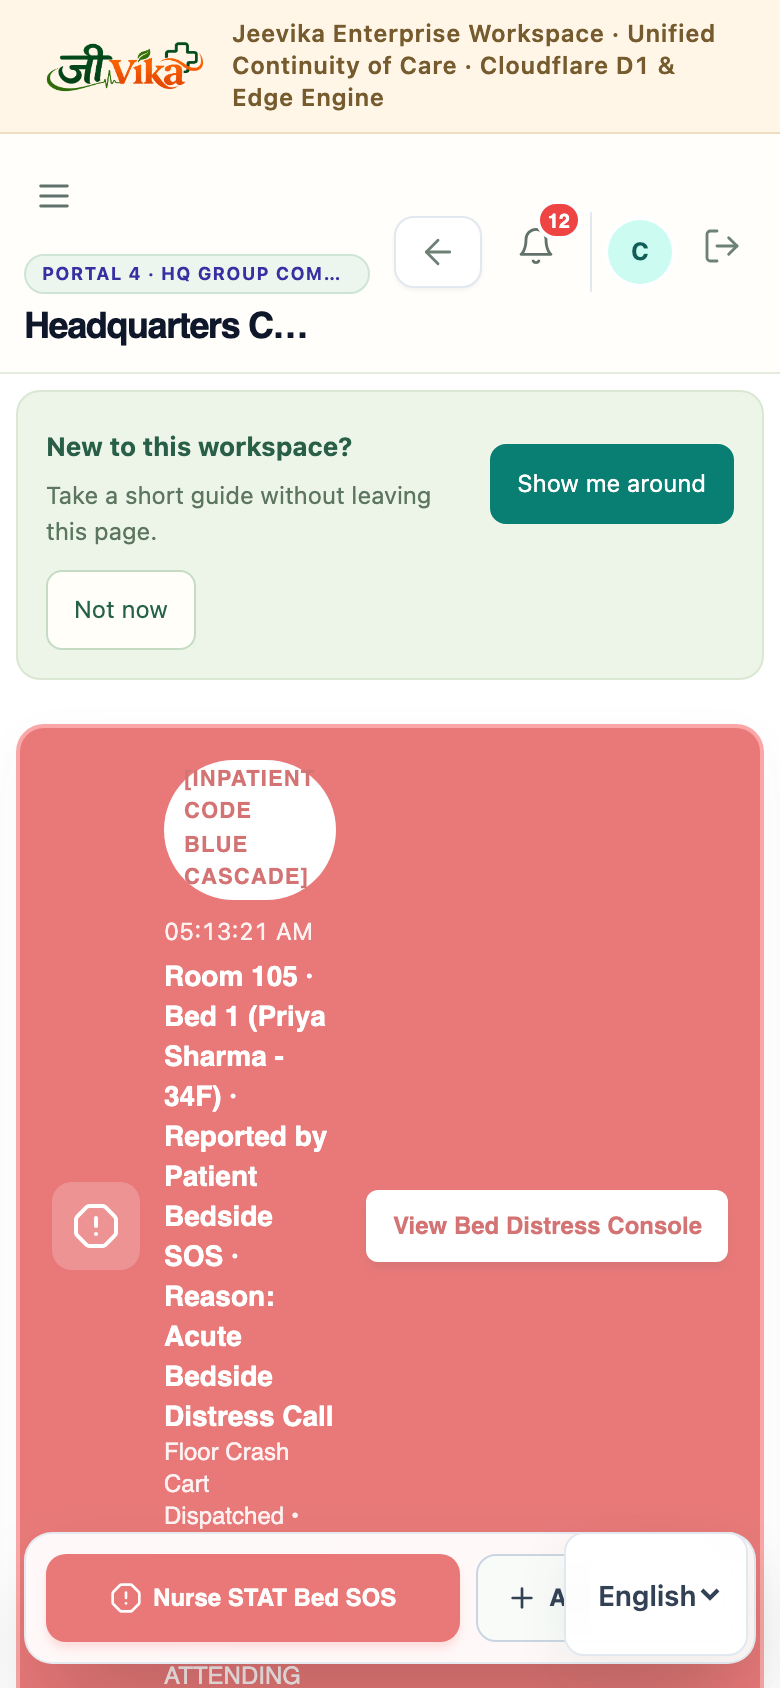 जीvika
Jeevika Enterprise Workspace · Unified
Continuity of Care · Cloudflare D1 &
Edge Engine
12
C
PORTAL 4 · HQ GROUP COM...
Headquarters C...
New to this workspace?
Take a short guide without leaving
this page.
Show me around
Not now
[INPATIENT
CODE
BLUE
CASCADE]
05:13:21 AM
Room 105 ·
Bed 1 (Priya
Sharma -
34F) ·
Reported by
Patient
Bedside
SOS ·
Reason:
Acute
Bedside
Distress Call
Floor Crash
Cart
Dispatched •
View Bed Distress Console
Nurse STAT Bed SOS
A
English
ATTENDING